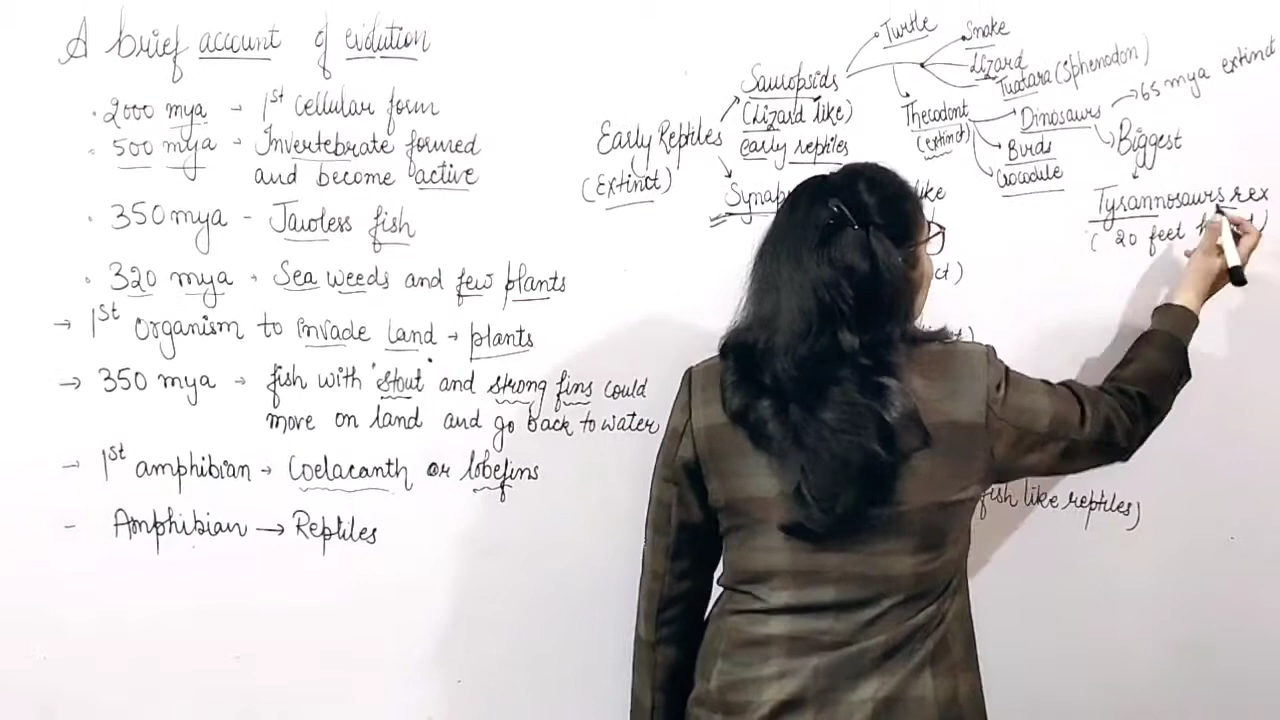 A brief account of evolution
. 2000 mya → 1st cellular form
. 500 mya → Invertebrate formed
and become active
. 350 mya - Jawless fish
. 320 mya → Sea weeds and few plants
→ 1st organism to invade land → plants
→ 350 mya → fish with "stout" and strong fins could
move on land and go back to water
→ 1st amphibian → Coelacanth or lobefins
- Amphibian → Reptiles
Early Reptiles
(Extinct)
Sauropsids
(Lizard like)
early reptiles
Turtle
Snake
Lizard
Tuatara (Sphenodon)
Thecodont
(extinct)
Dinosaurs
Birds
Crocodile
→ 65 mya extinct
Biggest
Tyrannosaurs rex
( 20 feet
like
fish like reptiles)